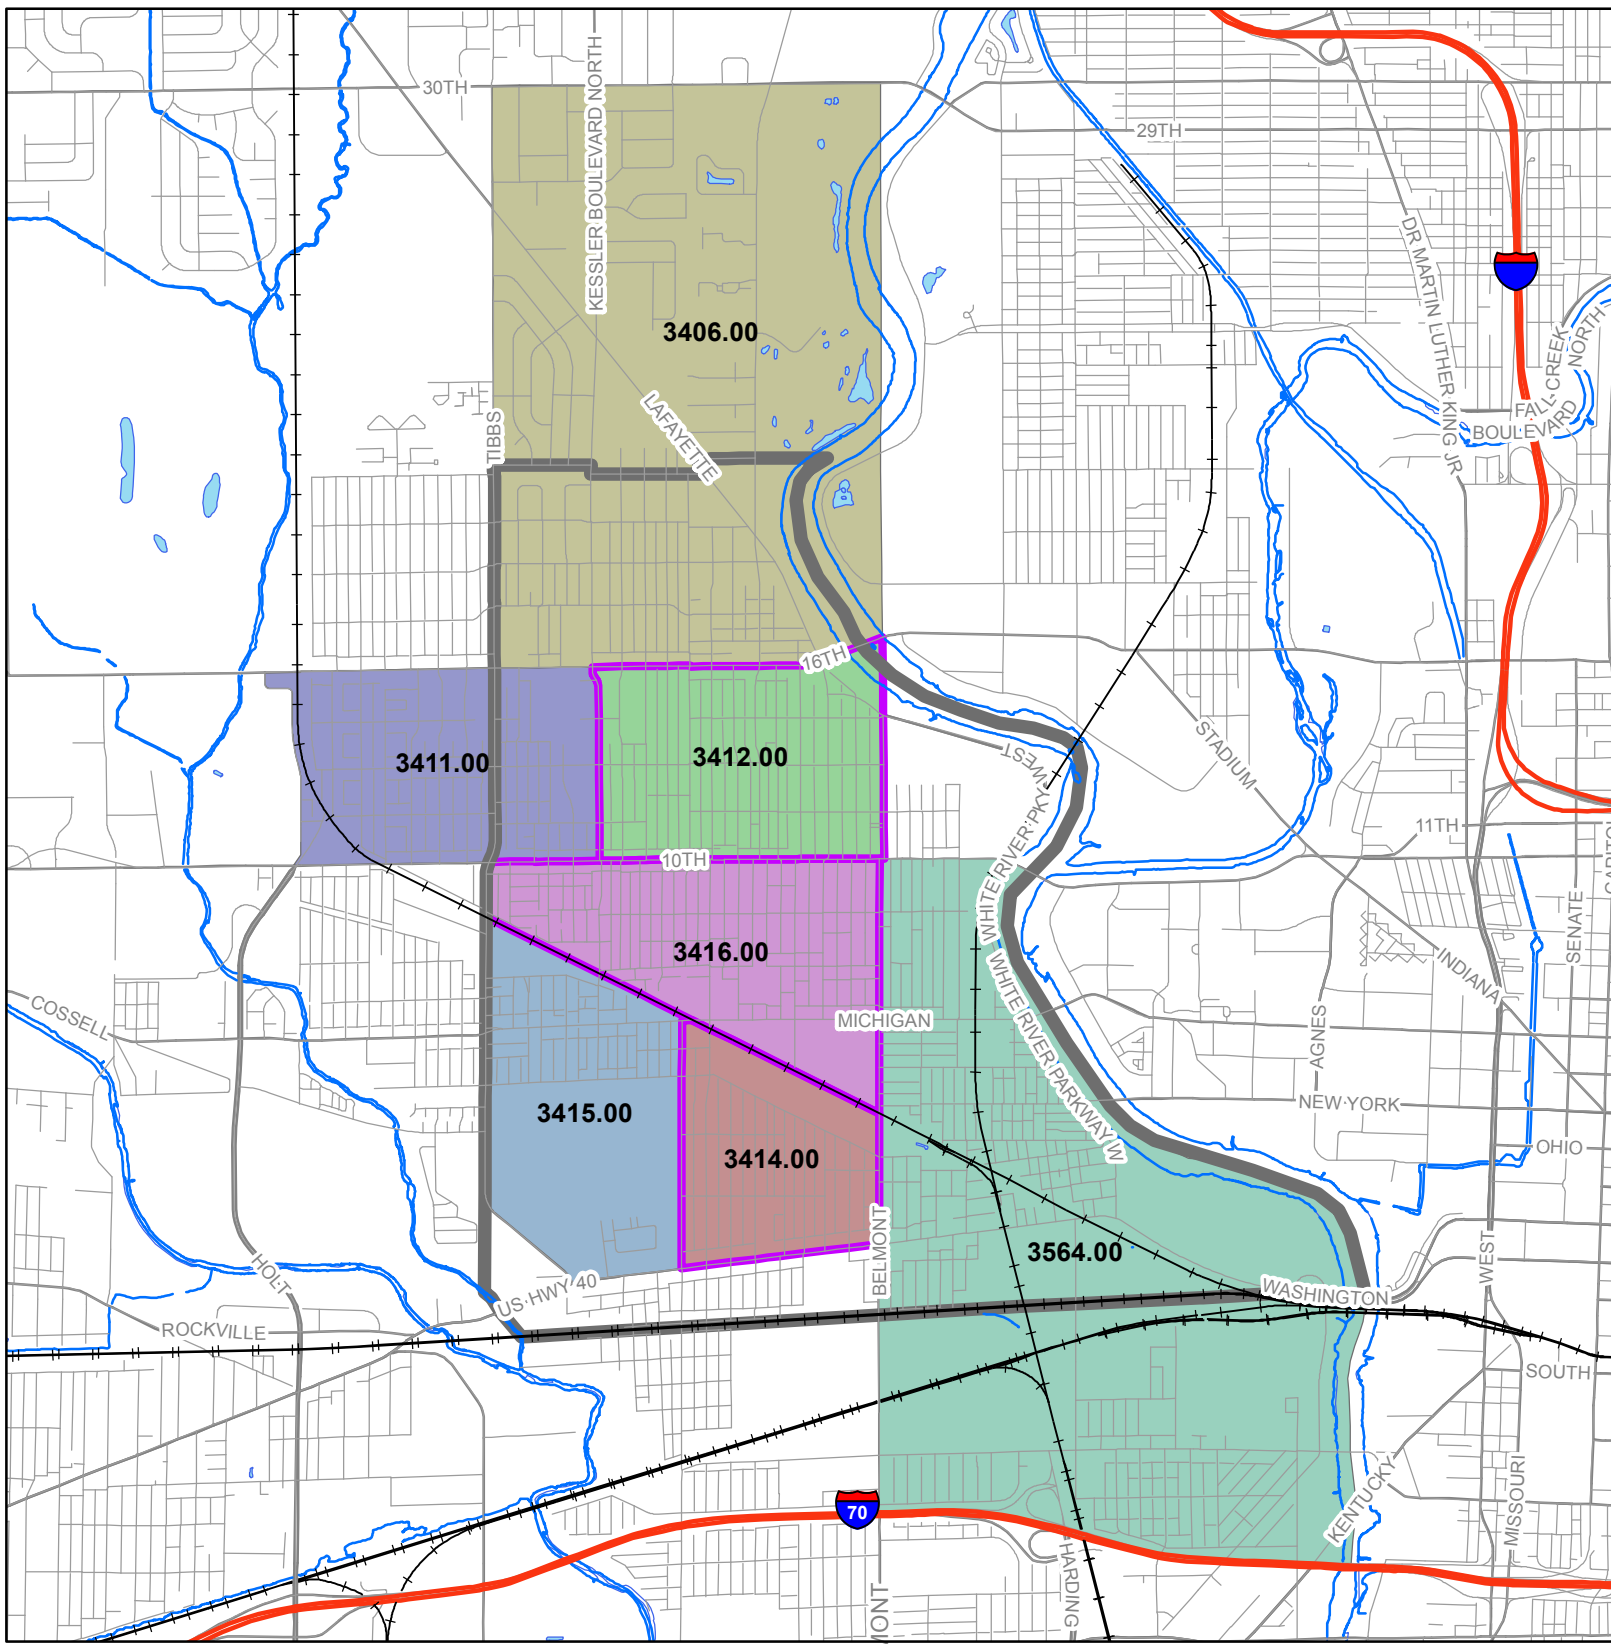 30TH
KESSLER BOULEVARD NORTH
29TH
DR MARTIN LUTHER KING JR
3406.00
FALL CREEK
BOULEVARD
NORTH
LAFAYETTE
TIBBS
16TH
3411.00
3412.00
WEST
STADIUM
WHITE RIVER PKY
11TH
CAPITOL
10TH
SENATE
3416.00
INDIANA
COSSELL
MICHIGAN
WHITE RIVER PARKWAY W
AGNES
3415.00
NEW YORK
3414.00
OHIO
BELMONT
3564.00
WEST
HOLT
US HWY 40
WASHINGTON
ROCKVILLE
SOUTH
KENTUCKY
MISSOURI
70
HARDING
MONT